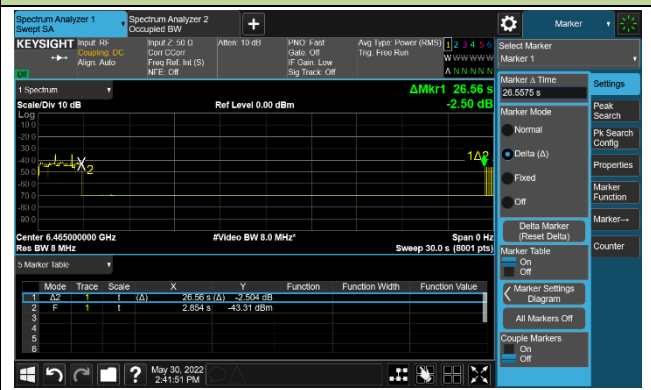 Spectrum Analyzer 1
Swept SA
Spectrum Analyzer 2
Occupied BW
+
Marker
KEYSIGHT
Input: RF
Coupling: DC
Align: Auto
Input Z: 50 Ω
Corr CCorr
Freq Ref: Int (S)
NFE: Off
Atten: 10 dB
PNO: Fast
Gate: Off
IF Gain: Low
Sig Track: Off
Avg Type: Power (RMS)
Trig: Free Run
1 2 3 4 5 6
W W W W W W
A N N N N N
Select Marker
Marker 1
Marker Δ Time
26.5575 s
Settings
Peak Search
Pk Search Config
Properties
Marker Function
Marker→
Counter
Marker Mode
Normal
Delta (Δ)
Fixed
Off
Delta Marker (Reset Delta)
Marker Table
On
Off
Marker Settings Diagram
All Markers Off
Couple Markers
On
Off
1 Spectrum
ΔMkr1 26.56 s
Scale/Div 10 dB
Ref Level 0.00 dBm
-2.50 dB
Log
-10.0
-20.0
-30.0
-40.0
-50.0
-60.0
-70.0
-80.0
-90.0
2
1Δ2
Center 6.465000000 GHz
#Video BW 8.0 MHz*
Span 0 Hz
Res BW 8 MHz
Sweep 30.0 s (8001 pts)
5 Marker Table
Mode Trace Scale X Y Function Function Width Function Value
1 Δ2 1 t (Δ) 26.56 s (Δ) -2.504 dB
2 F 1 t 2.854 s -43.31 dBm
3
4
5
6
?
May 30, 2022
2:41:51 PM